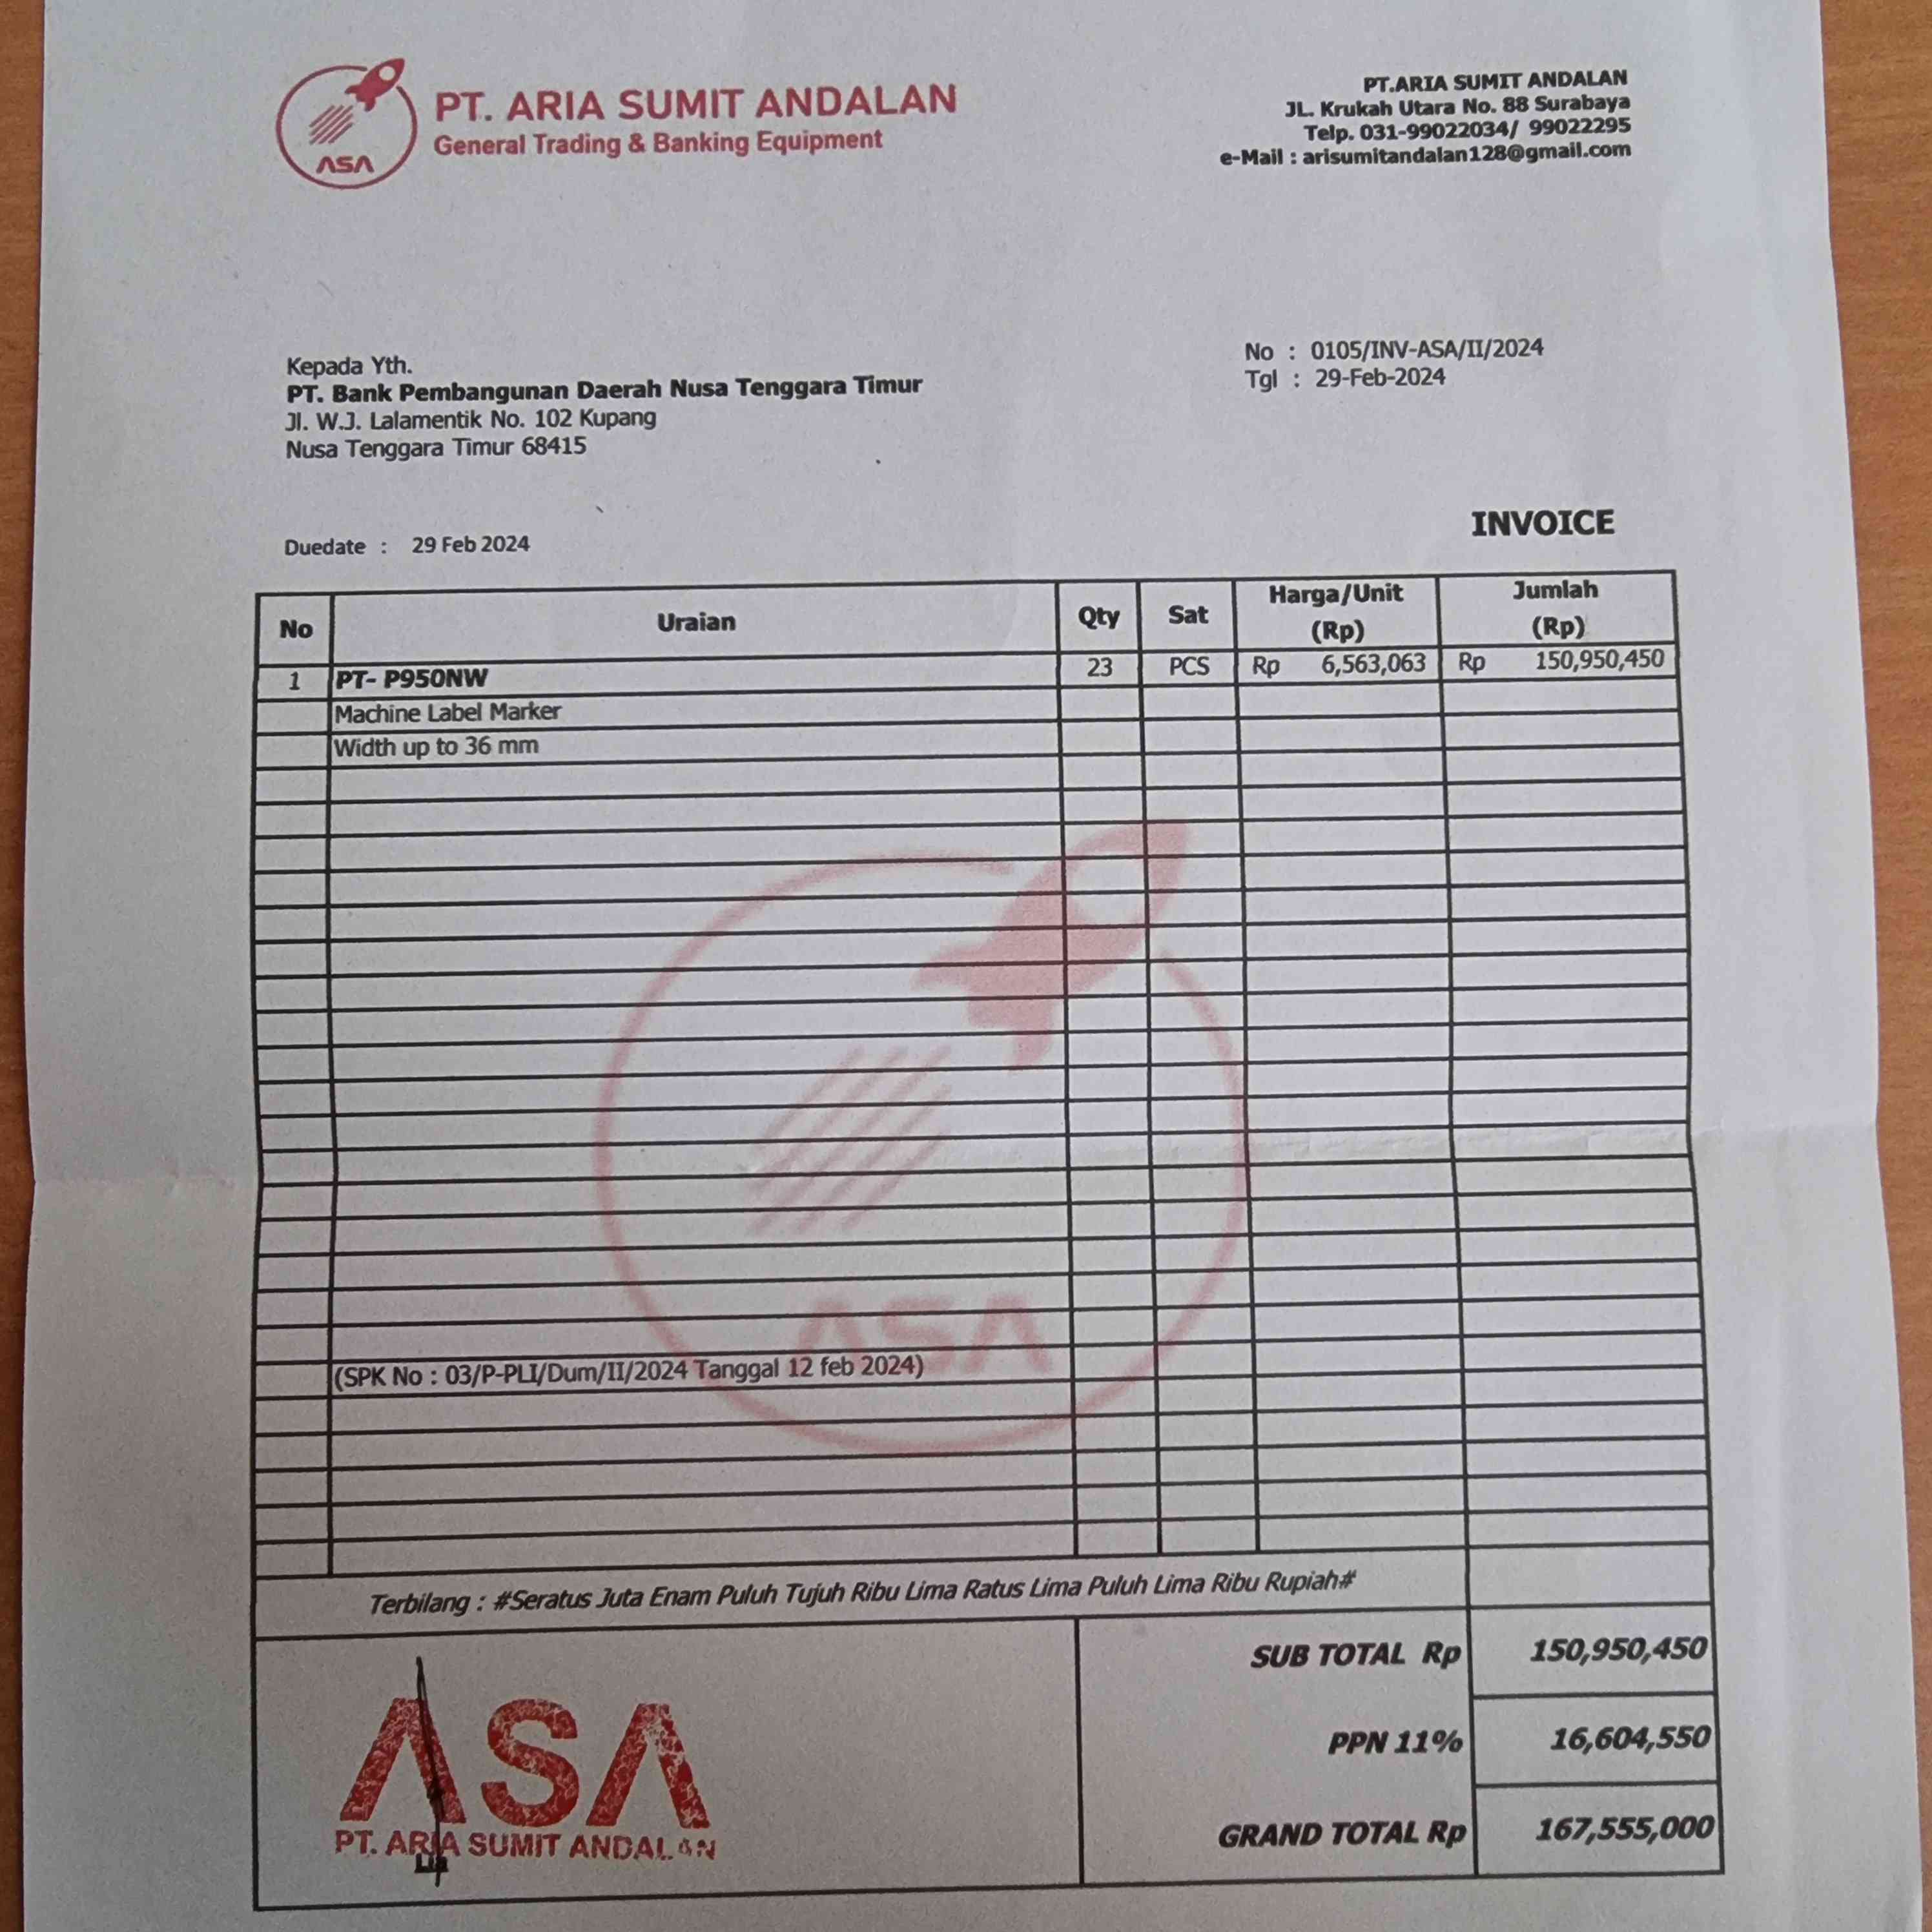 PT. ARIA SUMIT ANDALAN
General Trading & Banking Equipment
ASA
PT.ARIA SUMIT ANDALAN
JL. Krukah Utara No. 88 Surabaya
Telp. 031-99022034/ 99022295
e-Mail : arisumitandalan128@gmail.com
Kepada Yth.
PT. Bank Pembangunan Daerah Nusa Tenggara Timur
Jl. W.J. Lalamentik No. 102 Kupang
Nusa Tenggara Timur 68415
No : 0105/INV-ASA/II/2024
Tgl : 29-Feb-2024
INVOICE
Duedate : 29 Feb 2024
No Uraian Qty Sat Harga/Unit (Rp) Jumlah (Rp)
1 PT- P950NW 23 PCS Rp 6,563,063 Rp 150,950,450
Machine Label Marker
Width up to 36 mm
ASA
(SPK No : 03/P-PLI/Dum/II/2024 Tanggal 12 feb 2024)
Terbilang : #Seratus Juta Enam Puluh Tujuh Ribu Lima Ratus Lima Puluh Lima Ribu Rupiah#
SUB TOTAL Rp 150,950,450
PPN 11% 16,604,550
GRAND TOTAL Rp 167,555,000
ASA
PT. ARIA SUMIT ANDALAN
Lia